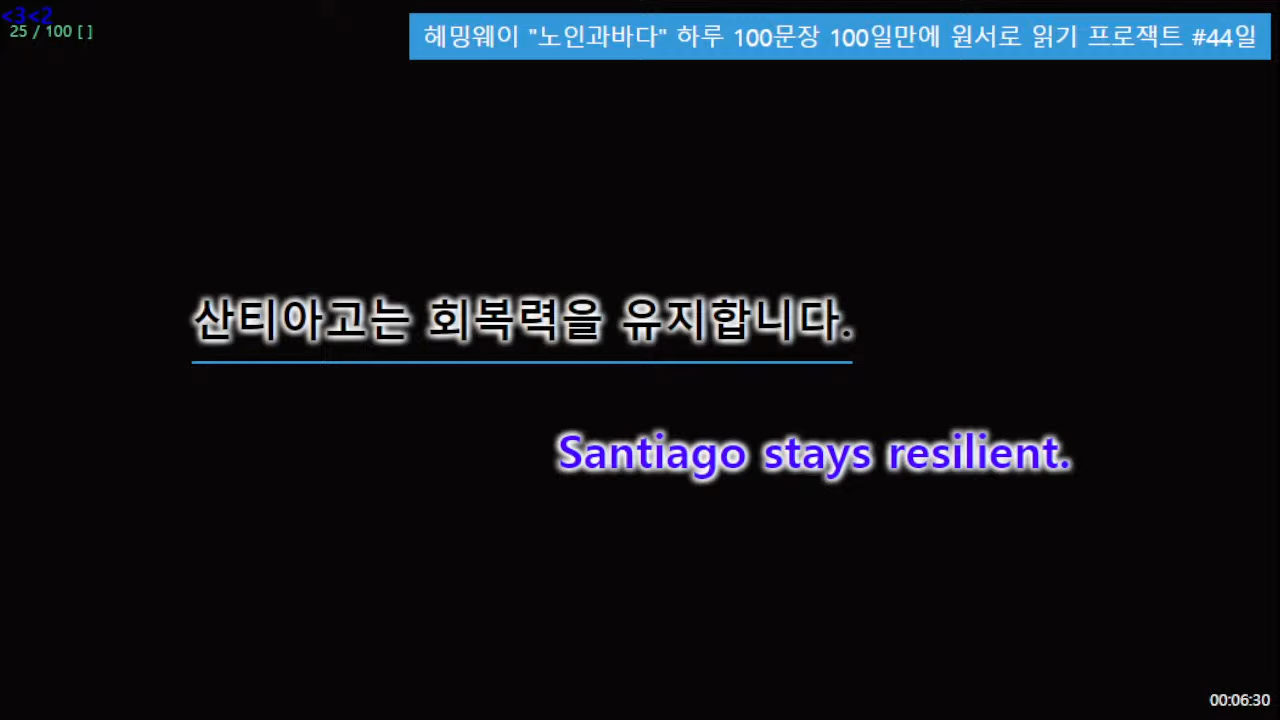 <3<2
25 / 100 [ ]
헤밍웨이 "노인과바다" 하루 100문장 100일만에 원서로 읽기 프로잭트 #44일
산티아고는 회복력을 유지합니다.
Santiago stays resilient.
00:06:30